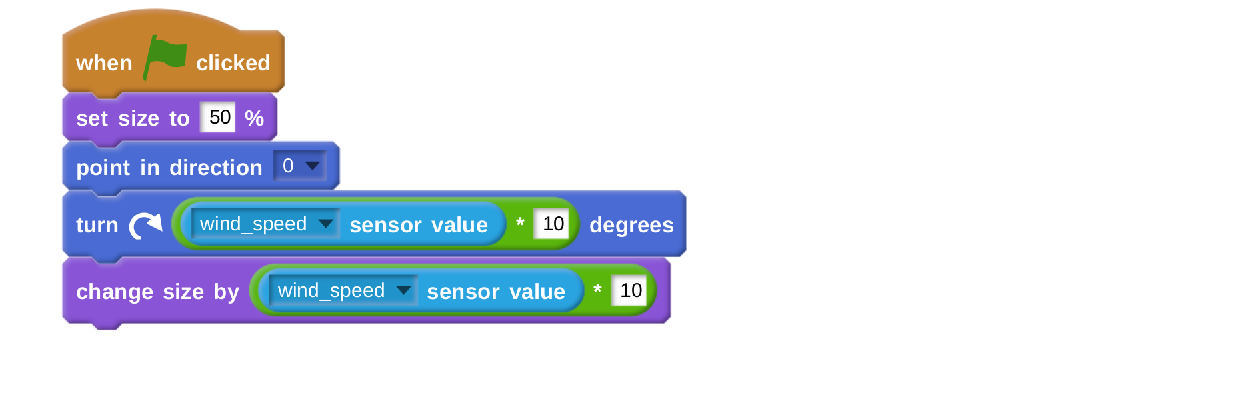 when clicked
set size to 50 %
point in direction 0
turn wind_speed sensor value * 10 degrees
change size by wind_speed sensor value * 10